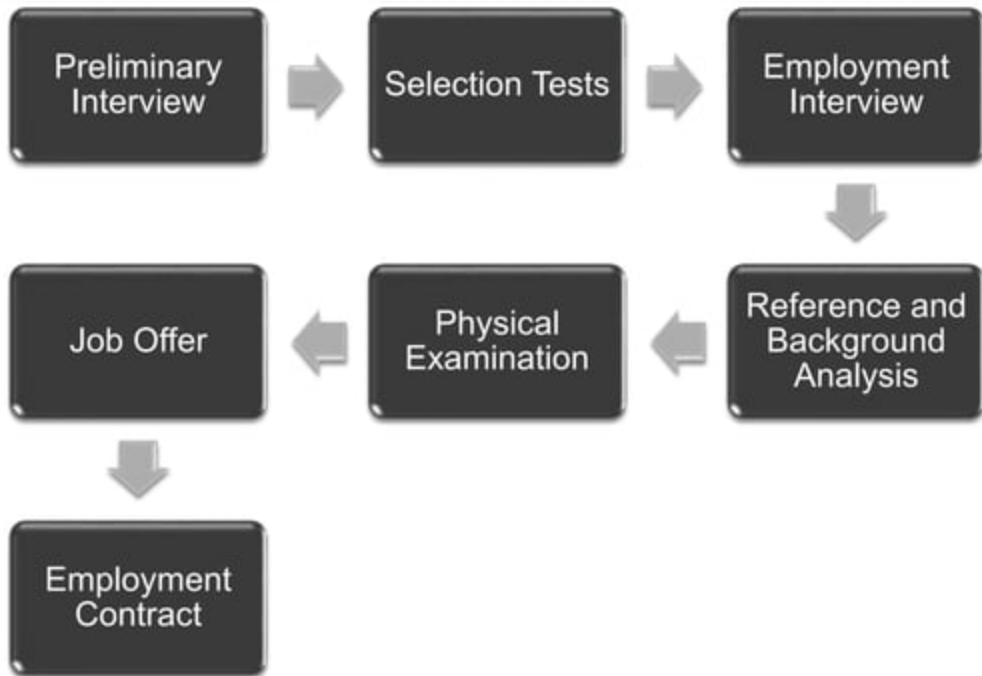 Preliminary
Interview
Selection Tests
Employment
Interview
Reference and
Background
Analysis
Physical
Examination
Job Offer
Employment
Contract